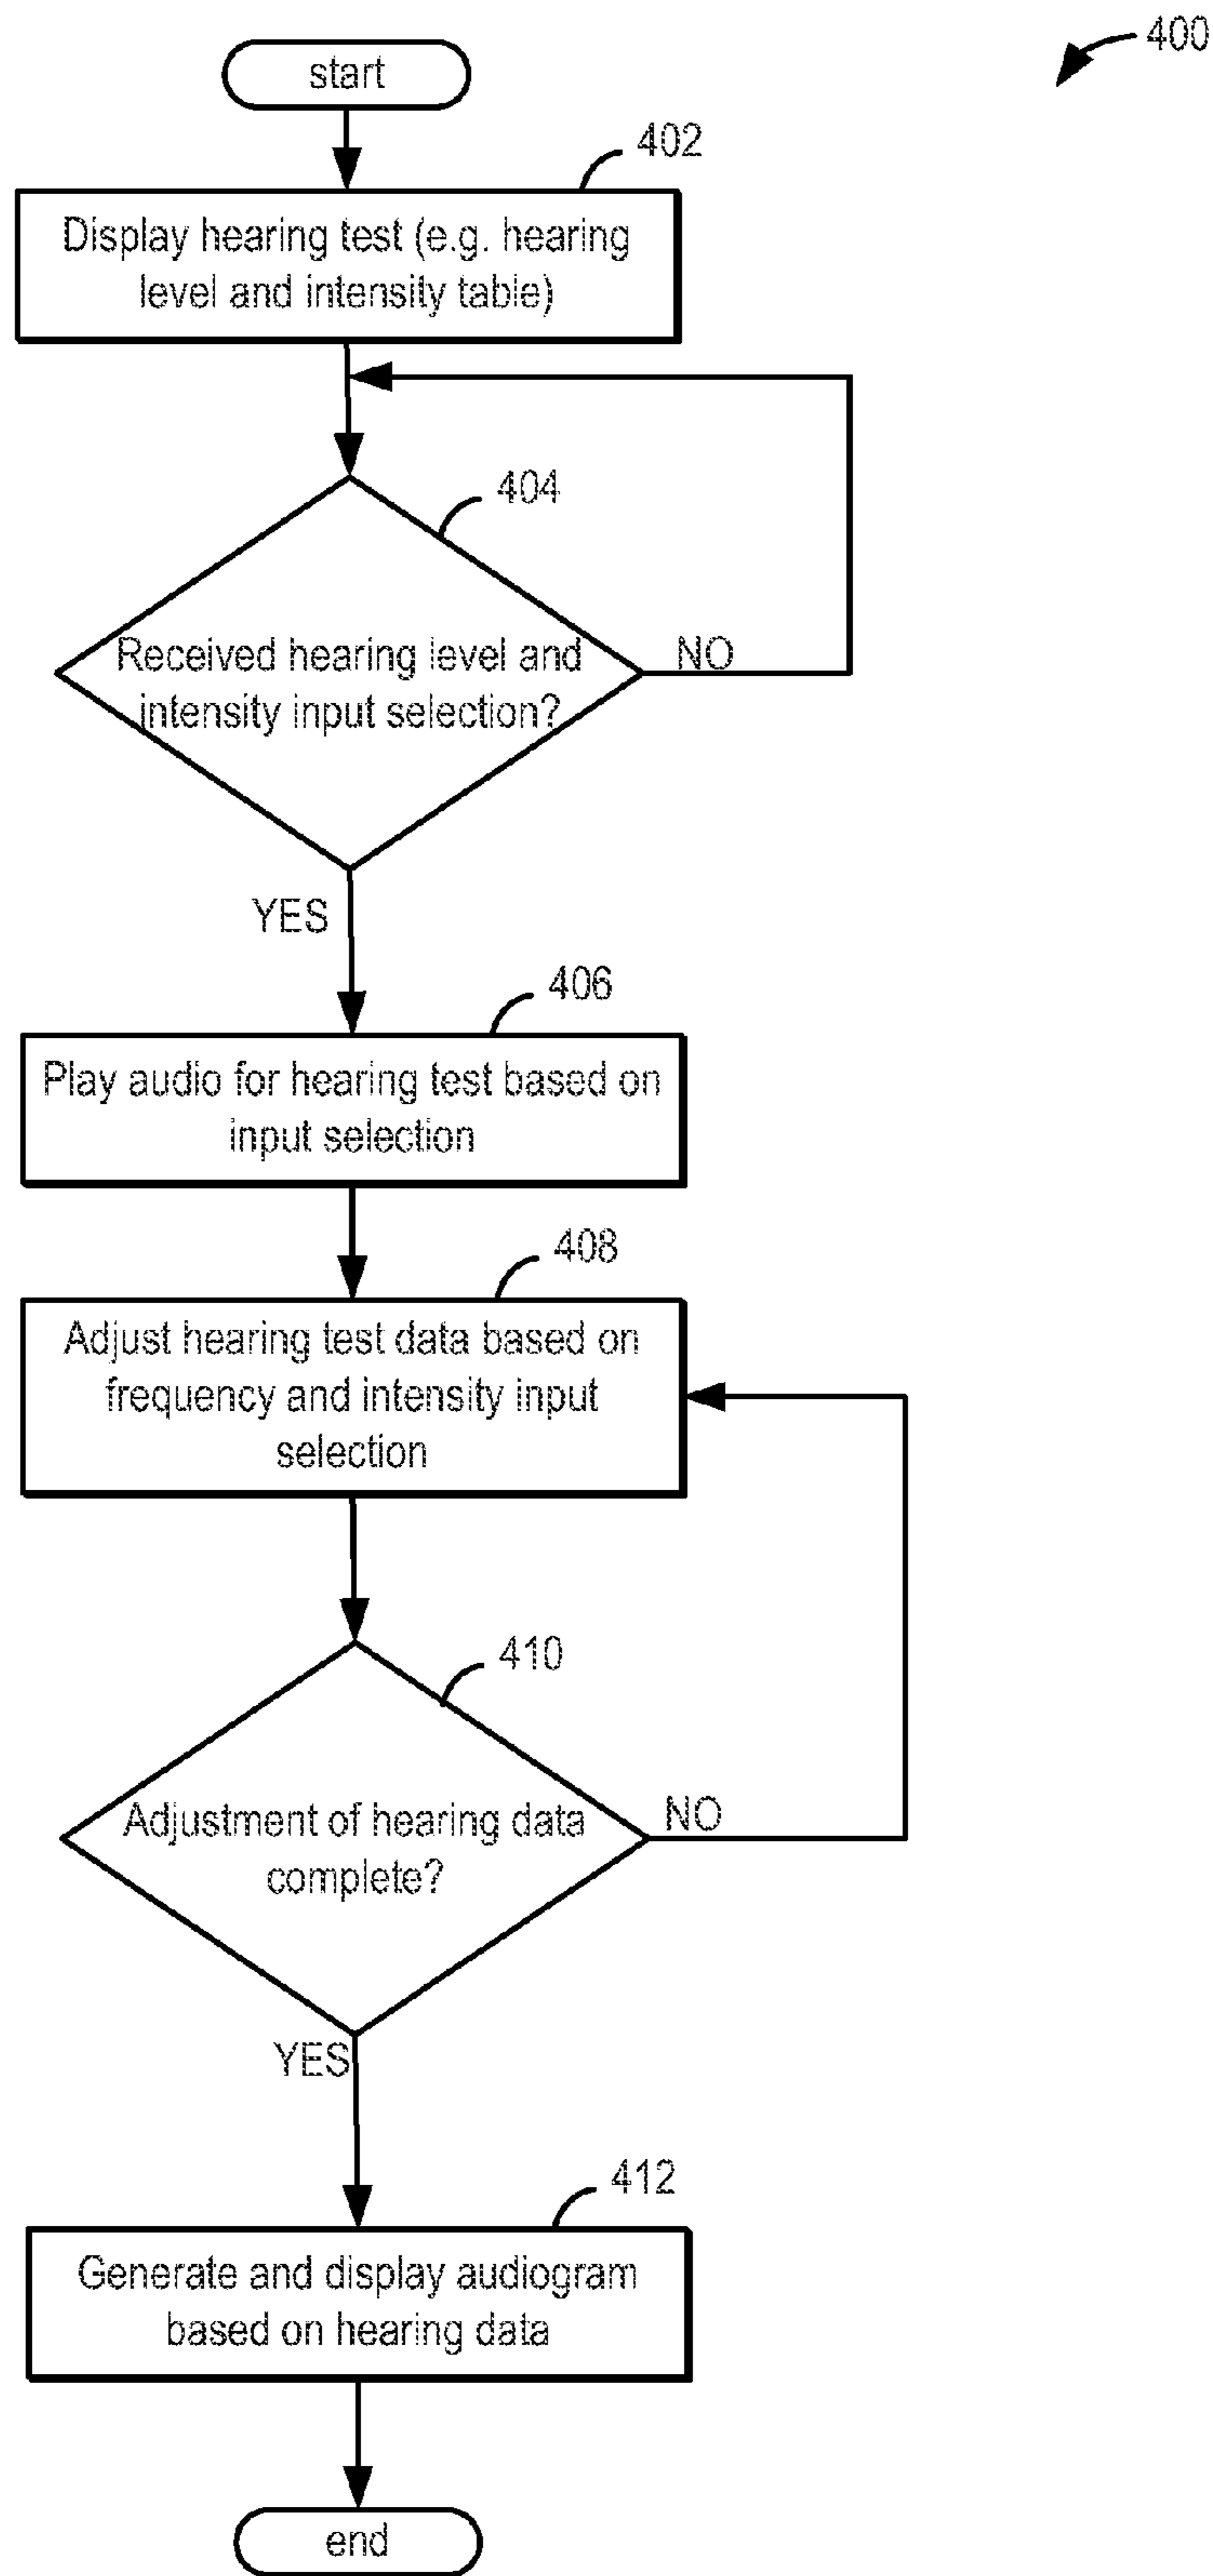 400
start
402
Display hearing test (e.g. hearing
level and intensity table)
404
Received hearing level and
intensity input selection?
NO
YES
406
Play audio for hearing test based on
input selection
408
Adjust hearing test data based on
frequency and intensity input
selection
410
Adjustment of hearing data
complete?
NO
YES
412
Generate and display audiogram
based on hearing data
end